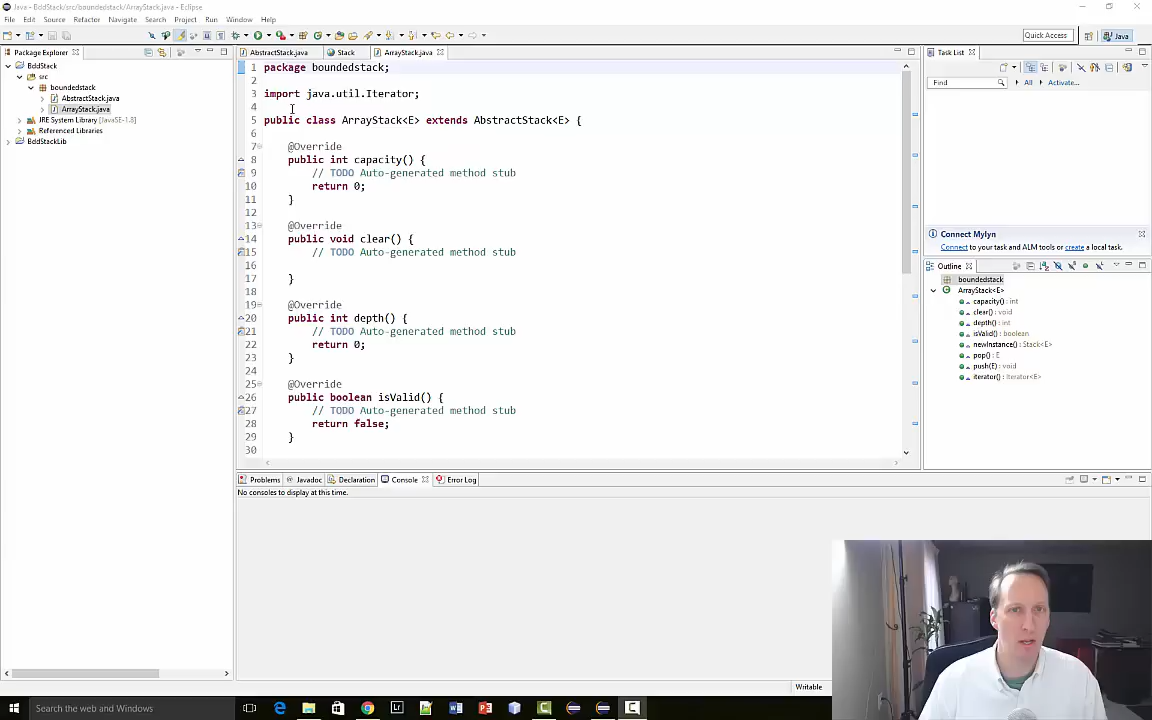 Java - BddStack/src/boundedstack/ArrayStack.java - Eclipse
File Edit Source Refactor Navigate Search Project Run Window Help
Quick Access Java
Package Explorer
BddStack
src
boundedstack
AbstractStack.java
ArrayStack.java
JRE System Library [JavaSE-1.8]
Referenced Libraries
BddStackLib
AbstractStack.java Stack ArrayStack.java
1 package boundedstack;
2
3 import java.util.Iterator;
4
5 public class ArrayStack<E> extends AbstractStack<E> {
6
7 @Override
8 public int capacity() {
9 // TODO Auto-generated method stub
10 return 0;
11 }
12
13 @Override
14 public void clear() {
15 // TODO Auto-generated method stub
16
17 }
18
19 @Override
20 public int depth() {
21 // TODO Auto-generated method stub
22 return 0;
23 }
24
25 @Override
26 public boolean isValid() {
27 // TODO Auto-generated method stub
28 return false;
29 }
30
Task List
Find All Activate...
Connect Mylyn
Connect to your task and ALM tools or create a local task.
Outline
boundedstack
ArrayStack<E>
capacity() : int
clear() : void
depth() : int
isValid() : boolean
newInstance() : Stack<E>
pop() : E
push(E) : void
iterator() : Iterator<E>
Problems Javadoc Declaration Console Error Log
No consoles to display at this time.
Writable
Search the web and Windows